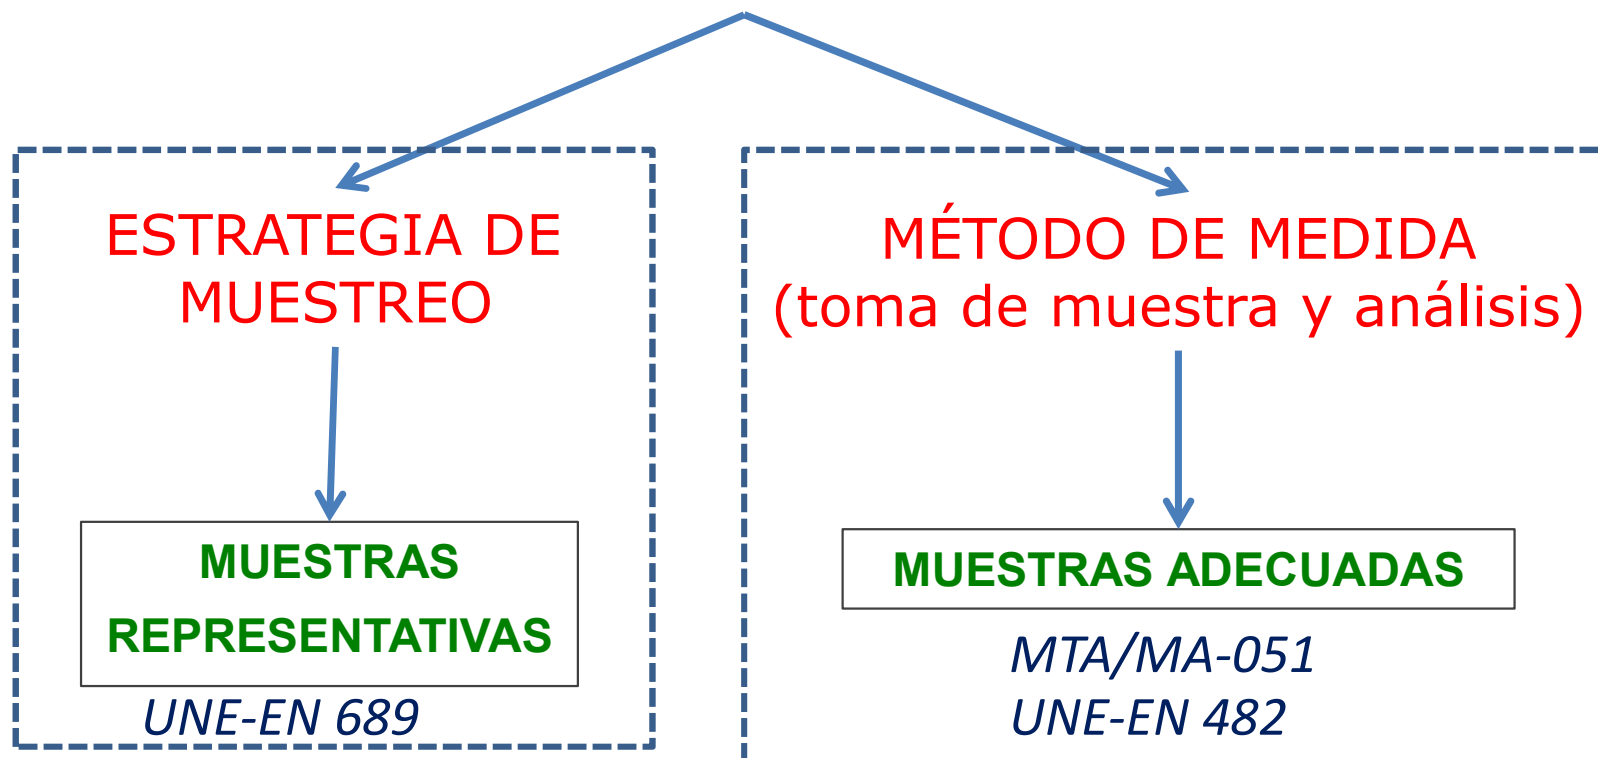 ESTRATEGIA DE
MUESTREO
MUESTRAS
REPRESENTATIVAS
UNE-EN 689
MÉTODO DE MEDIDA
(toma de muestra y análisis)
MUESTRAS ADECUADAS
MTA/MA-051
UNE-EN 482